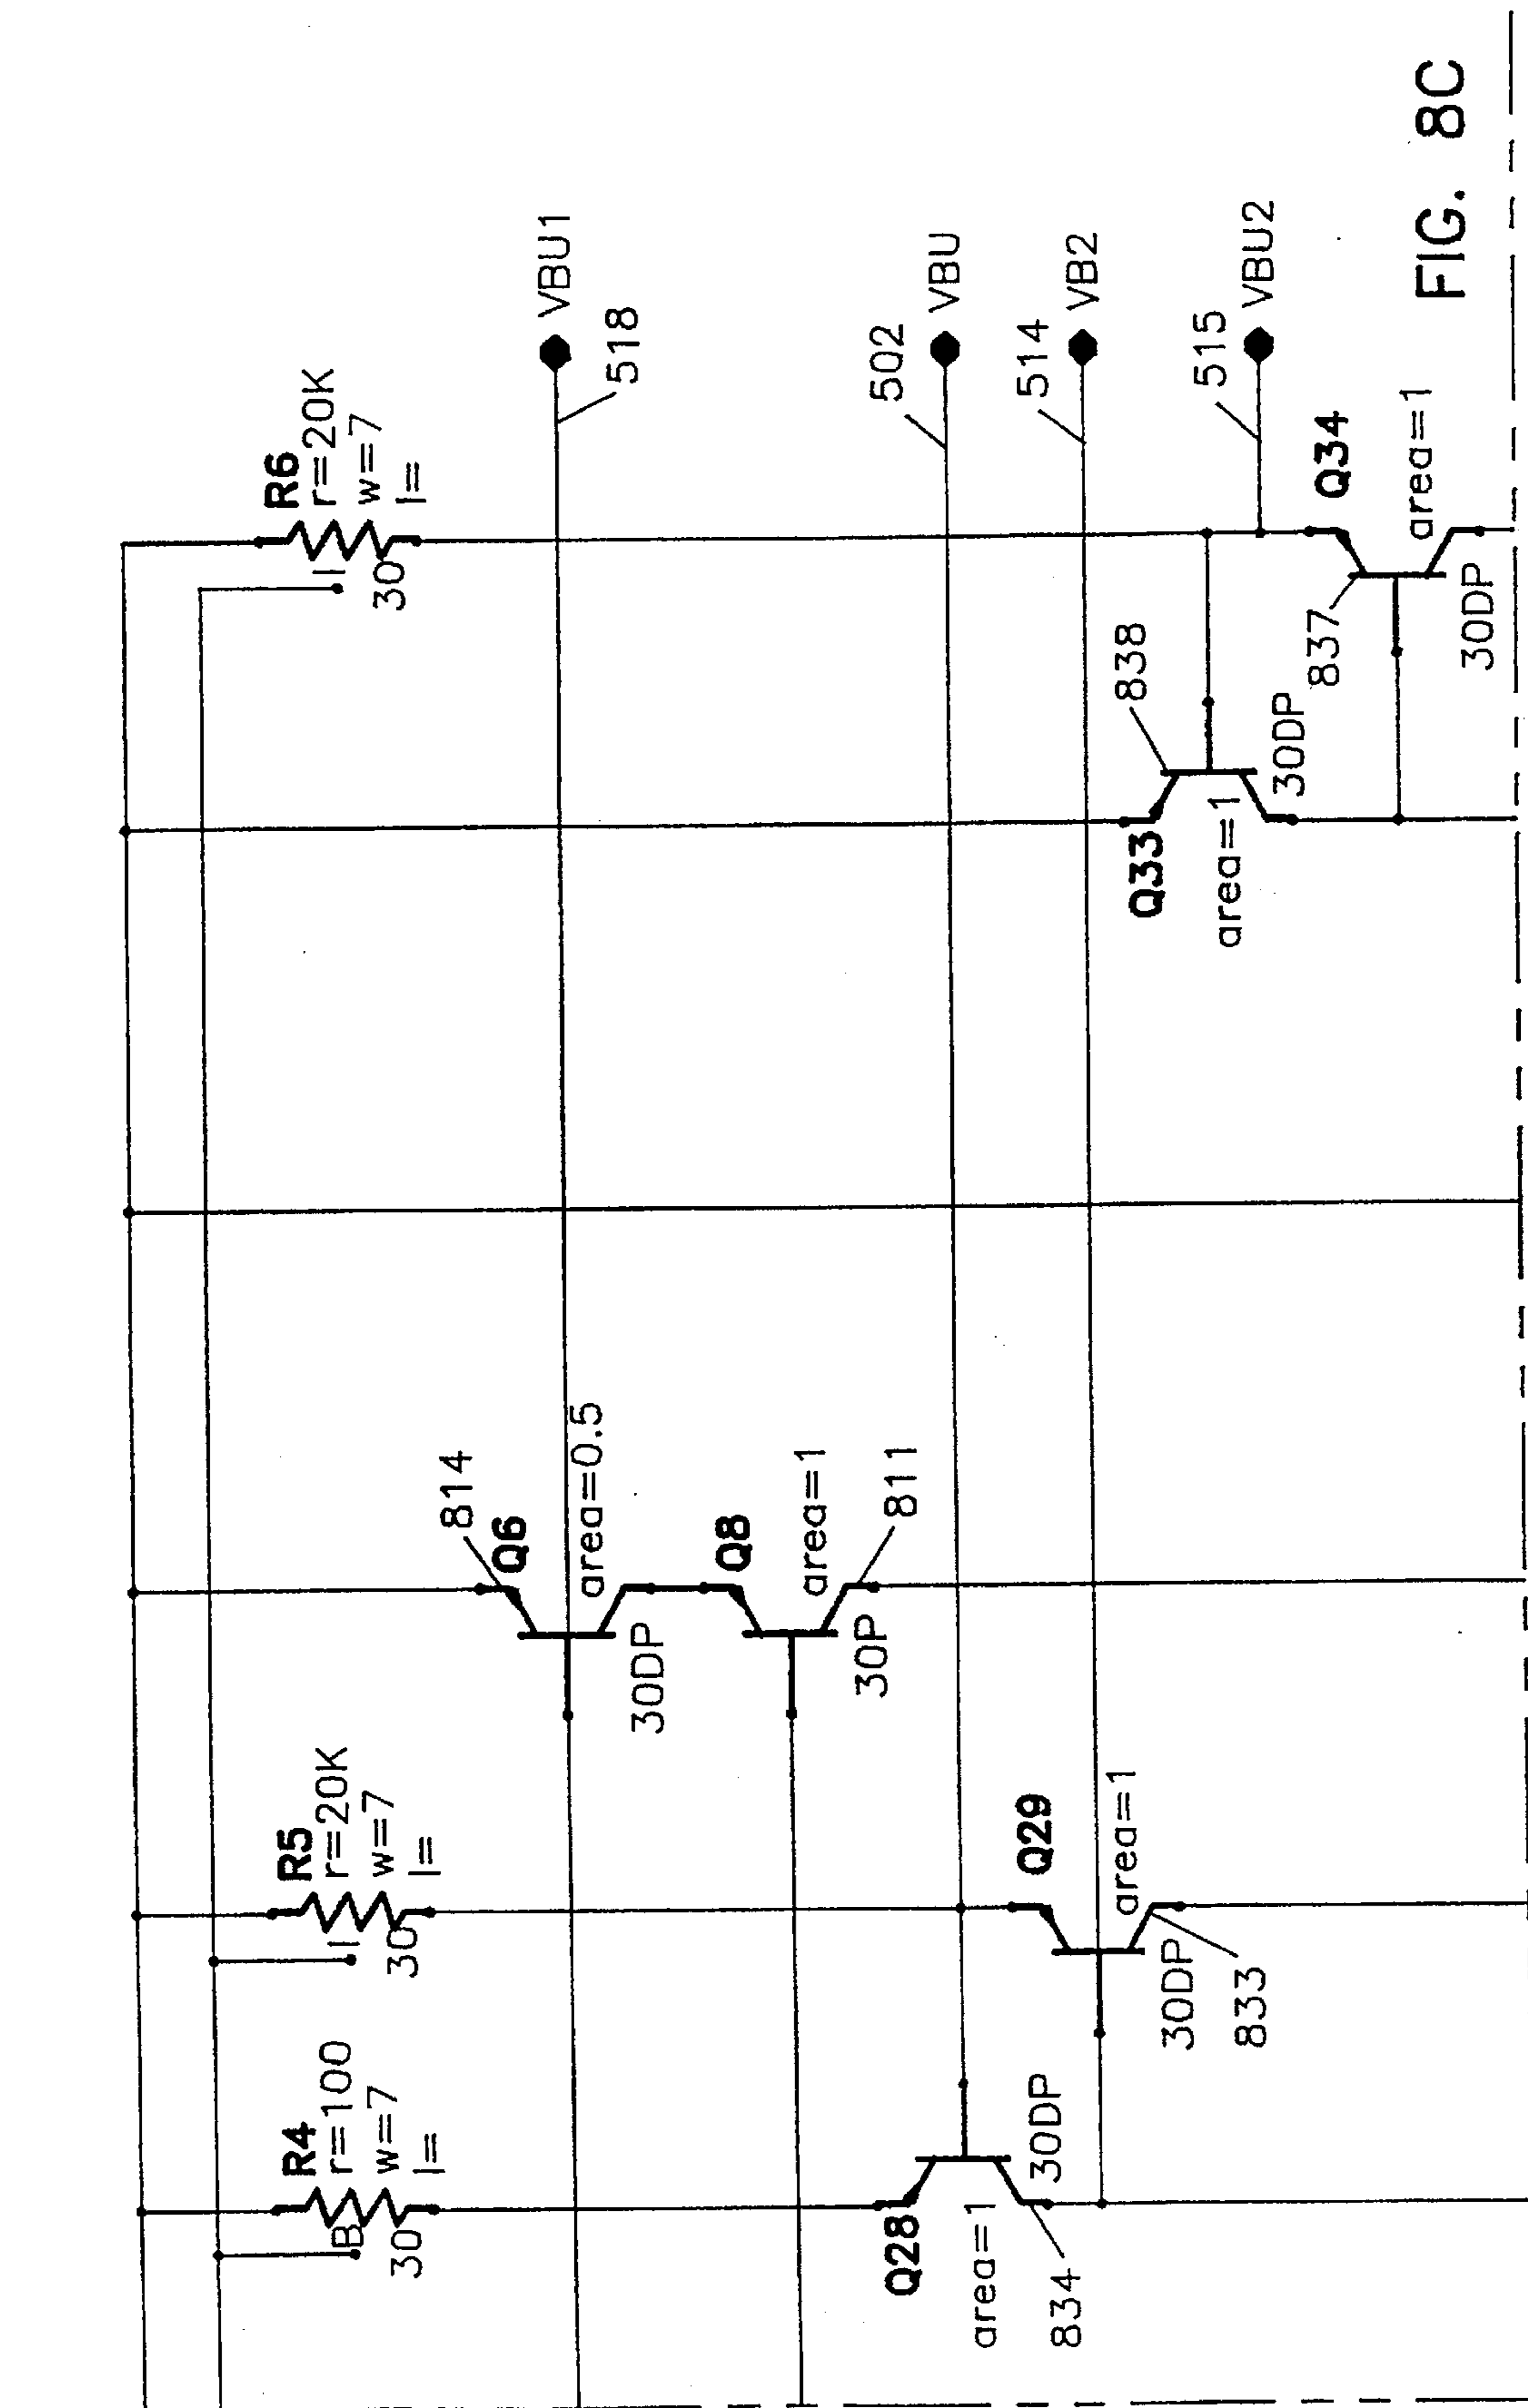 R4
r=100
w=7
l=
B
30
R5
r=20K
w=7
l=
I
30
R6
r=20K
w=7
l=
I
30
814
Q6
area=0.5
30DP
Q8
area=1
30P
811
VBU1
518
502
VBU
514
VB2
515
VBU2
Q28
area=1
30DP
834
Q29
area=1
30DP
833
Q33
area=1
30DP
838
Q34
area=1
30DP
837
FIG. 8C